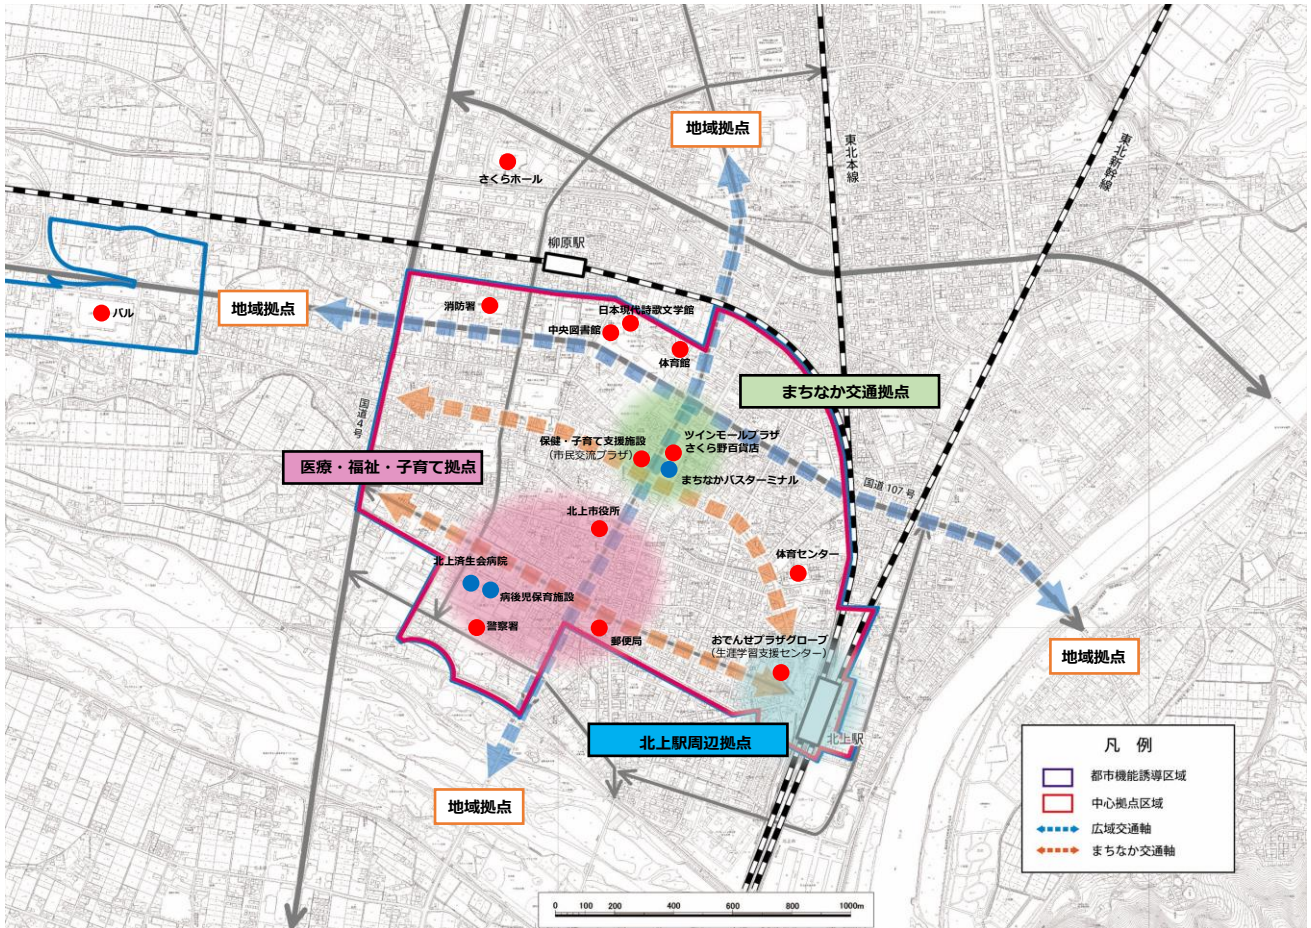 地域拠点
東北本線
東北新幹線
さくらホール
柳原駅
地域拠点
パル
消防署
日本現代詩歌文学館
中央図書館
体育館
まちなか交通拠点
国道4号
ツインモールプラザ
さくら野百貨店
保健・子育て支援施設
(市民交流プラザ)
まちなかバスターミナル
医療・福祉・子育て拠点
国道107号
北上市役所
北上済生会病院
病後児保育施設
体育センター
警察署
郵便局
おでんせプラザグローブ
(生涯学習支援センター)
地域拠点
北上駅周辺拠点
北上駅
地域拠点
凡 例
都市機能誘導区域
中心拠点区域
広域交通軸
まちなか交通軸
0 200 400 600 800 1000m